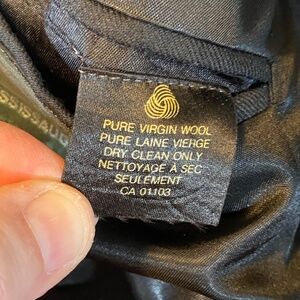 PURE VIRGIN WOOL
PURE LAINE VIERGE
DRY CLEAN ONLY
NETTOYAGE À SEC
SEULEMENT
CA 01103